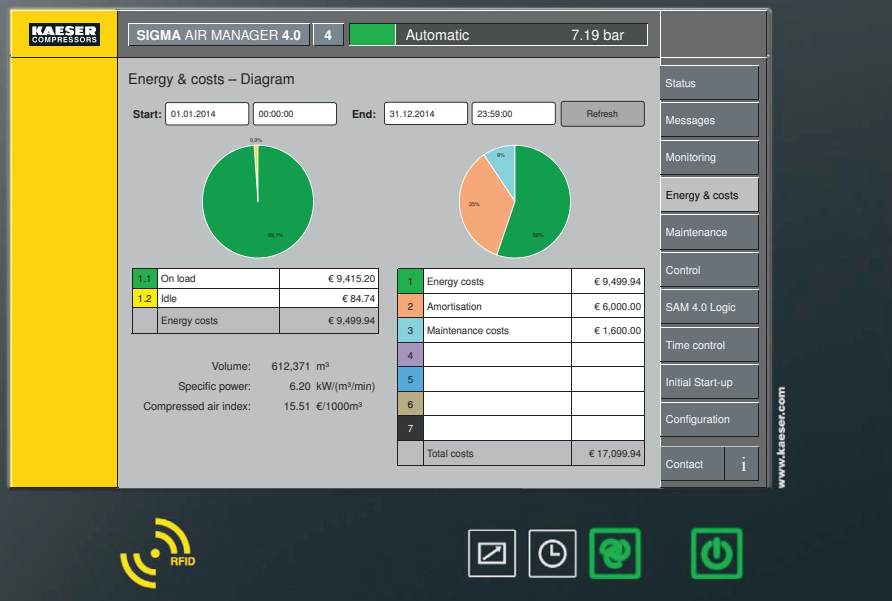 KAESER
COMPRESSORS
SIGMA AIR MANAGER 4.0
4
Automatic
7.19 bar
Energy & costs – Diagram
Start: 01.01.2014 00:00:00 End: 31.12.2014 23:59:00 Refresh
0,9%
99,1%
9%
35%
56%
1.1 On load € 9,415.20
1.2 Idle € 84.74
Energy costs € 9,499.94
Volume: 612,371 m³
Specific power: 6.20 kW/(m³/min)
Compressed air index: 15.51 €/1000m³
1 Energy costs € 9,499.94
2 Amortisation € 6,000.00
3 Maintenance costs € 1,600.00
4
5
6
7
Total costs € 17,099.94
Status
Messages
Monitoring
Energy & costs
Maintenance
Control
SAM 4.0 Logic
Time control
Initial Start-up
Configuration
Contact i
www.kaeser.com
RFID